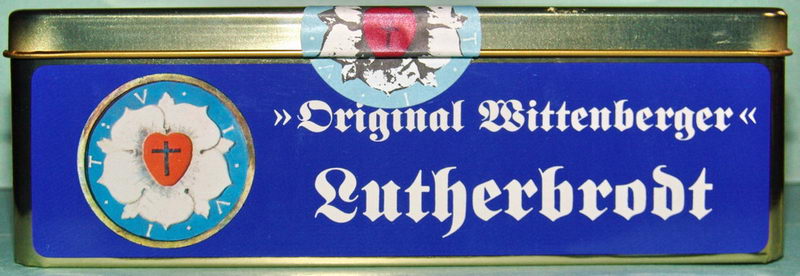 »Original Wittenberger«
Lutherbrodt
V·I·V·I·T